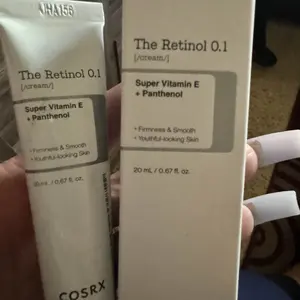 JHA156
The Retinol 0.1
[/cream/]
Super Vitamin E
+ Panthenol
• Firmness & Smooth
• Youthful-looking Skin
20 mL / 0.67 fl. oz.
COSRX
The Retinol 0.1
[/cream/]
Super Vitamin E
+ Panthenol
• Firmness & Smooth
• Youthful-looking Skin
20 mL / 0.67 fl. oz.